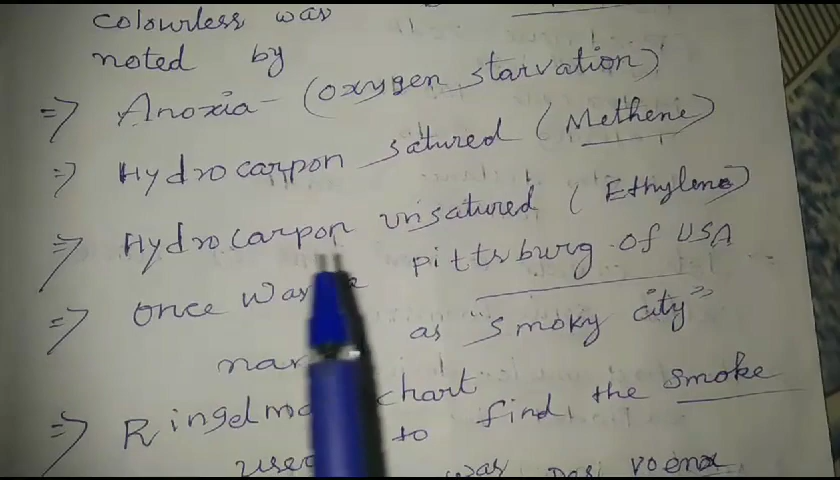 colourless was
noted by
=> Anoxia - (oxygen starvation)
=> Hydrocarpon satured (Methene)
=> Hydrocarpon unsatured (Ethylene)
=> once was pittsburg of USA
as "smoky city"
=> chart
to find the smoke
was